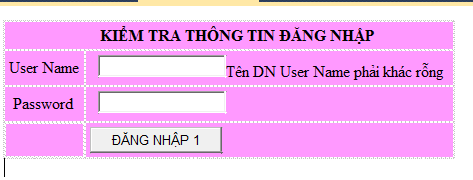 KIỂM TRA THÔNG TIN ĐĂNG NHẬP
User Name Tên DN User Name phải khác rỗng
Password
ĐĂNG NHẬP 1